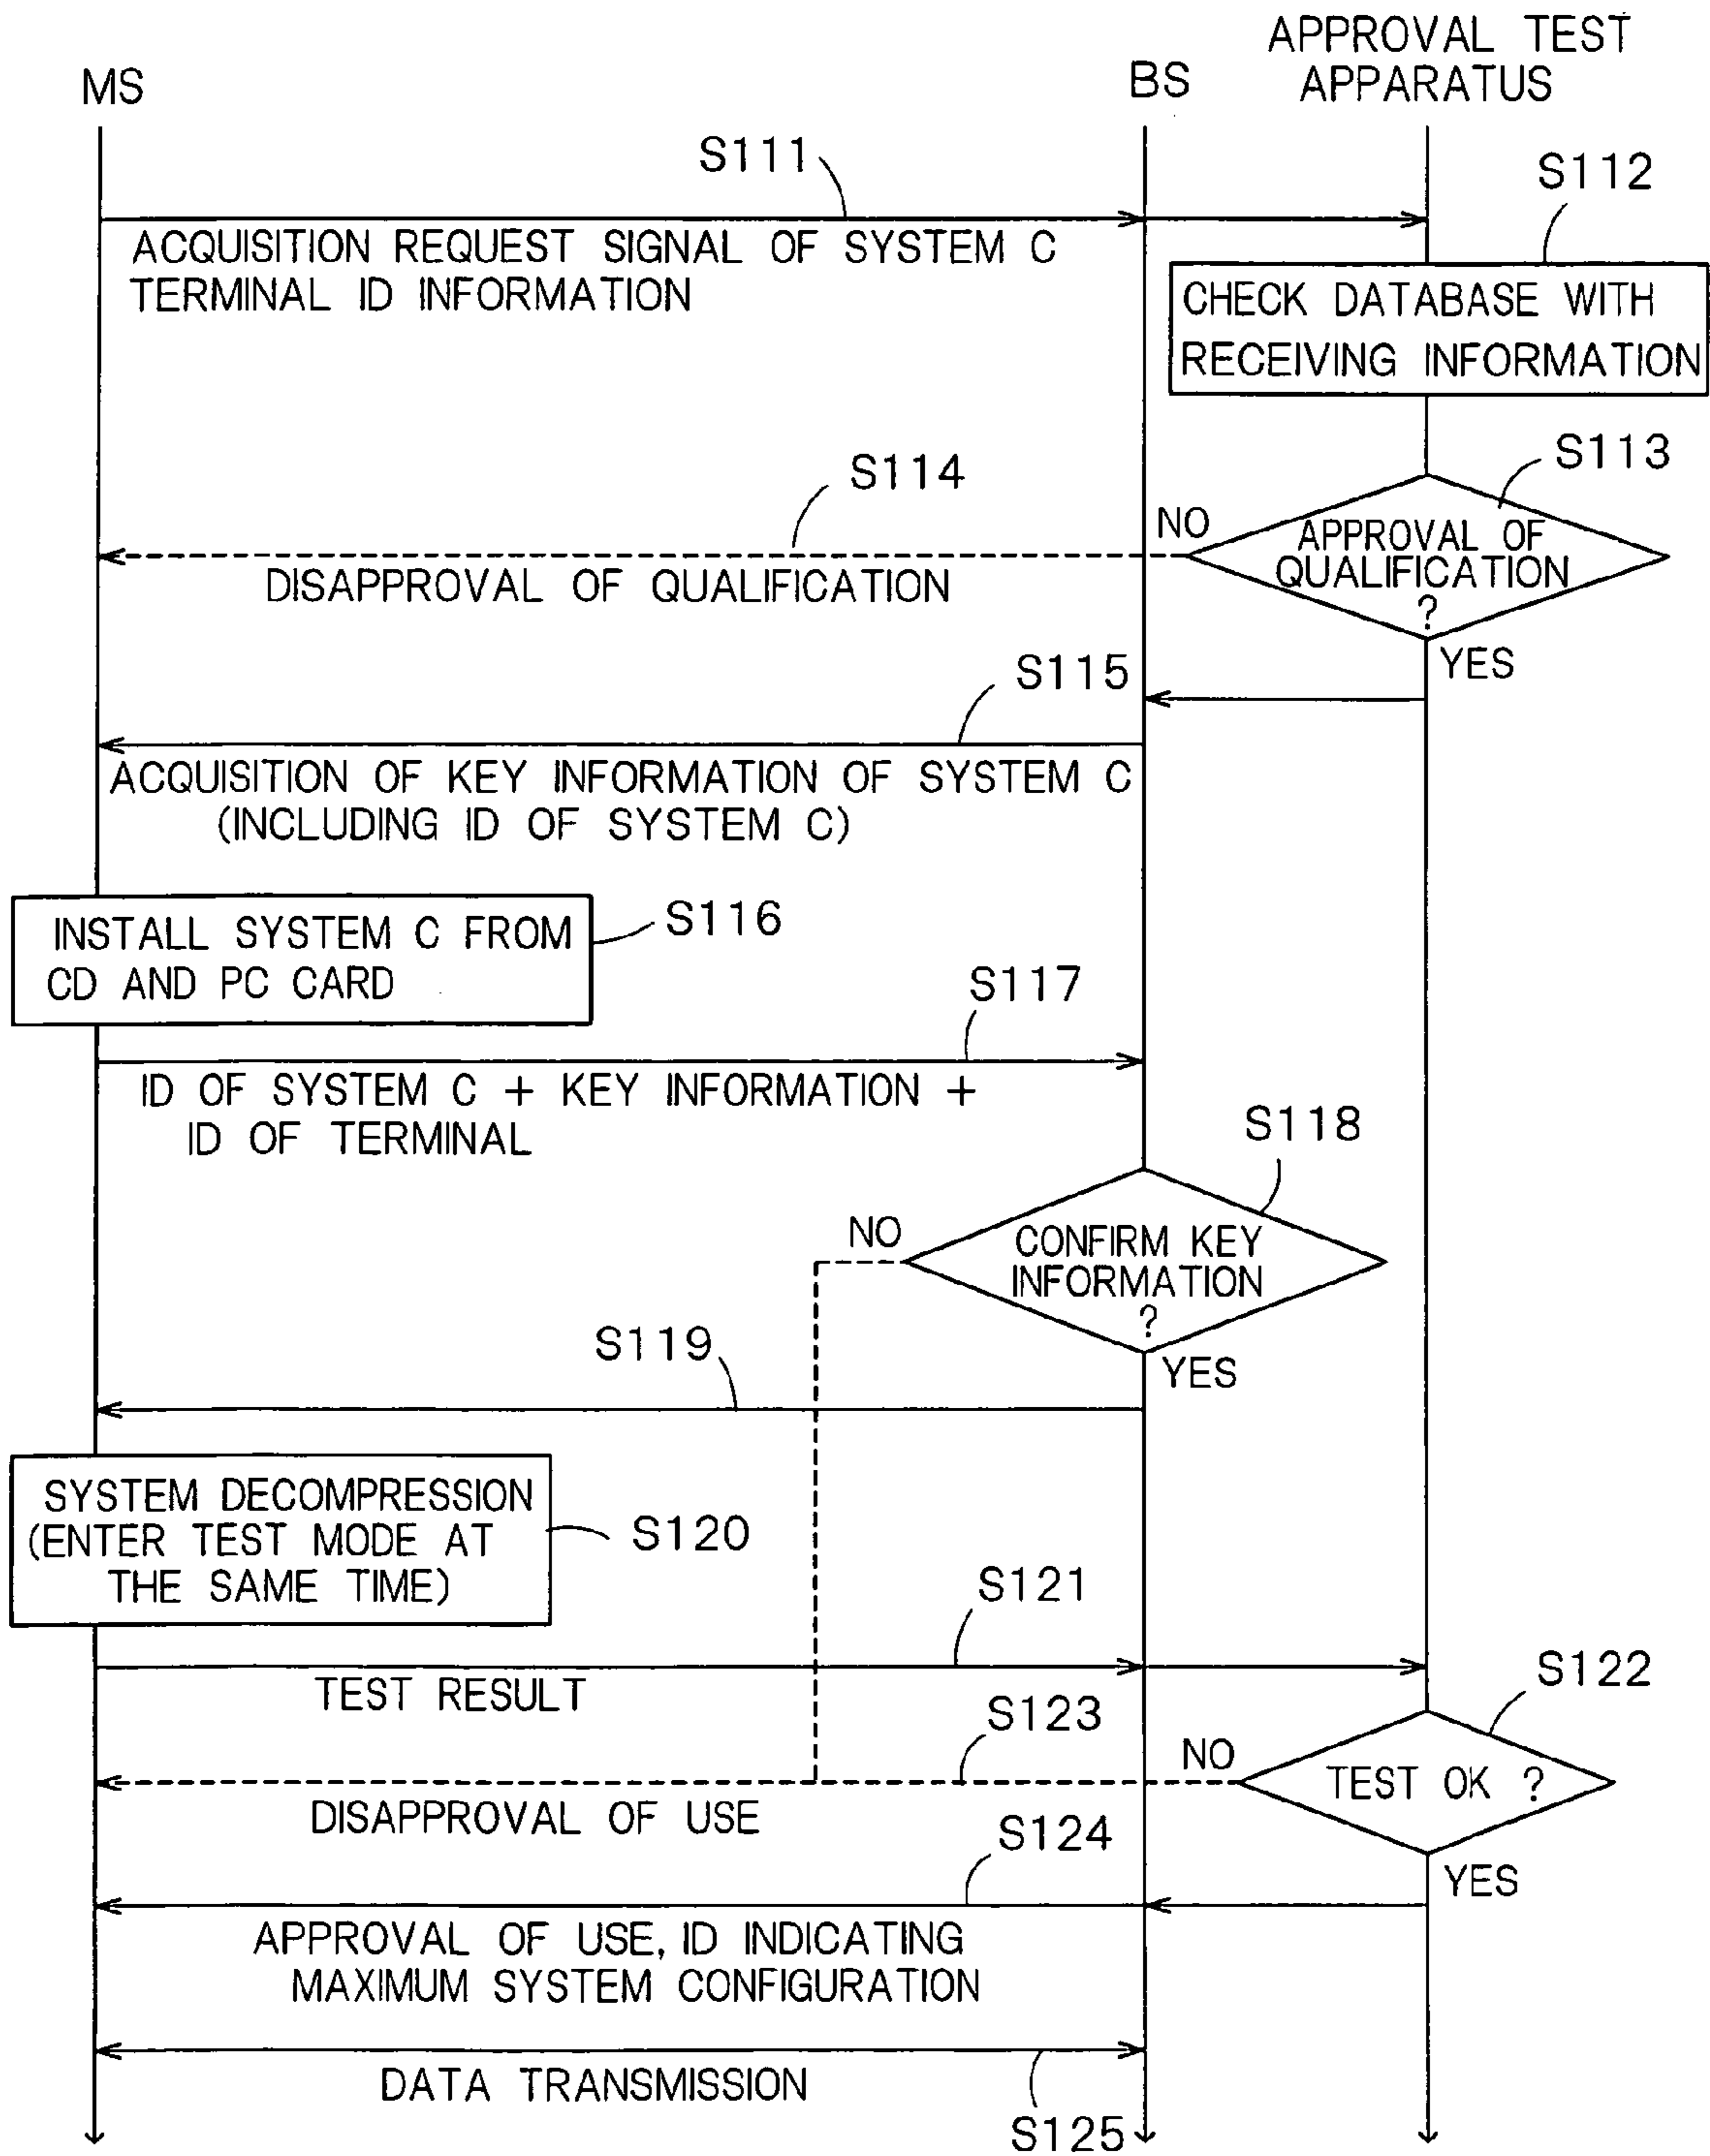 APPROVAL TEST
APPARATUS
MS
BS
S111
S112
ACQUISITION REQUEST SIGNAL OF SYSTEM C
TERMINAL ID INFORMATION
CHECK DATABASE WITH
RECEIVING INFORMATION
S113
S114
NO
APPROVAL OF
QUALIFICATION
?
DISAPPROVAL OF QUALIFICATION
YES
S115
ACQUISITION OF KEY INFORMATION OF SYSTEM C
(INCLUDING ID OF SYSTEM C)
INSTALL SYSTEM C FROM
CD AND PC CARD
S116
S117
ID OF SYSTEM C + KEY INFORMATION +
ID OF TERMINAL
S118
NO
CONFIRM KEY
INFORMATION
?
YES
S119
SYSTEM DECOMPRESSION
(ENTER TEST MODE AT
THE SAME TIME)
S120
S121
TEST RESULT
S122
S123
NO
TEST OK ?
DISAPPROVAL OF USE
S124
YES
APPROVAL OF USE, ID INDICATING
MAXIMUM SYSTEM CONFIGURATION
DATA TRANSMISSION
S125